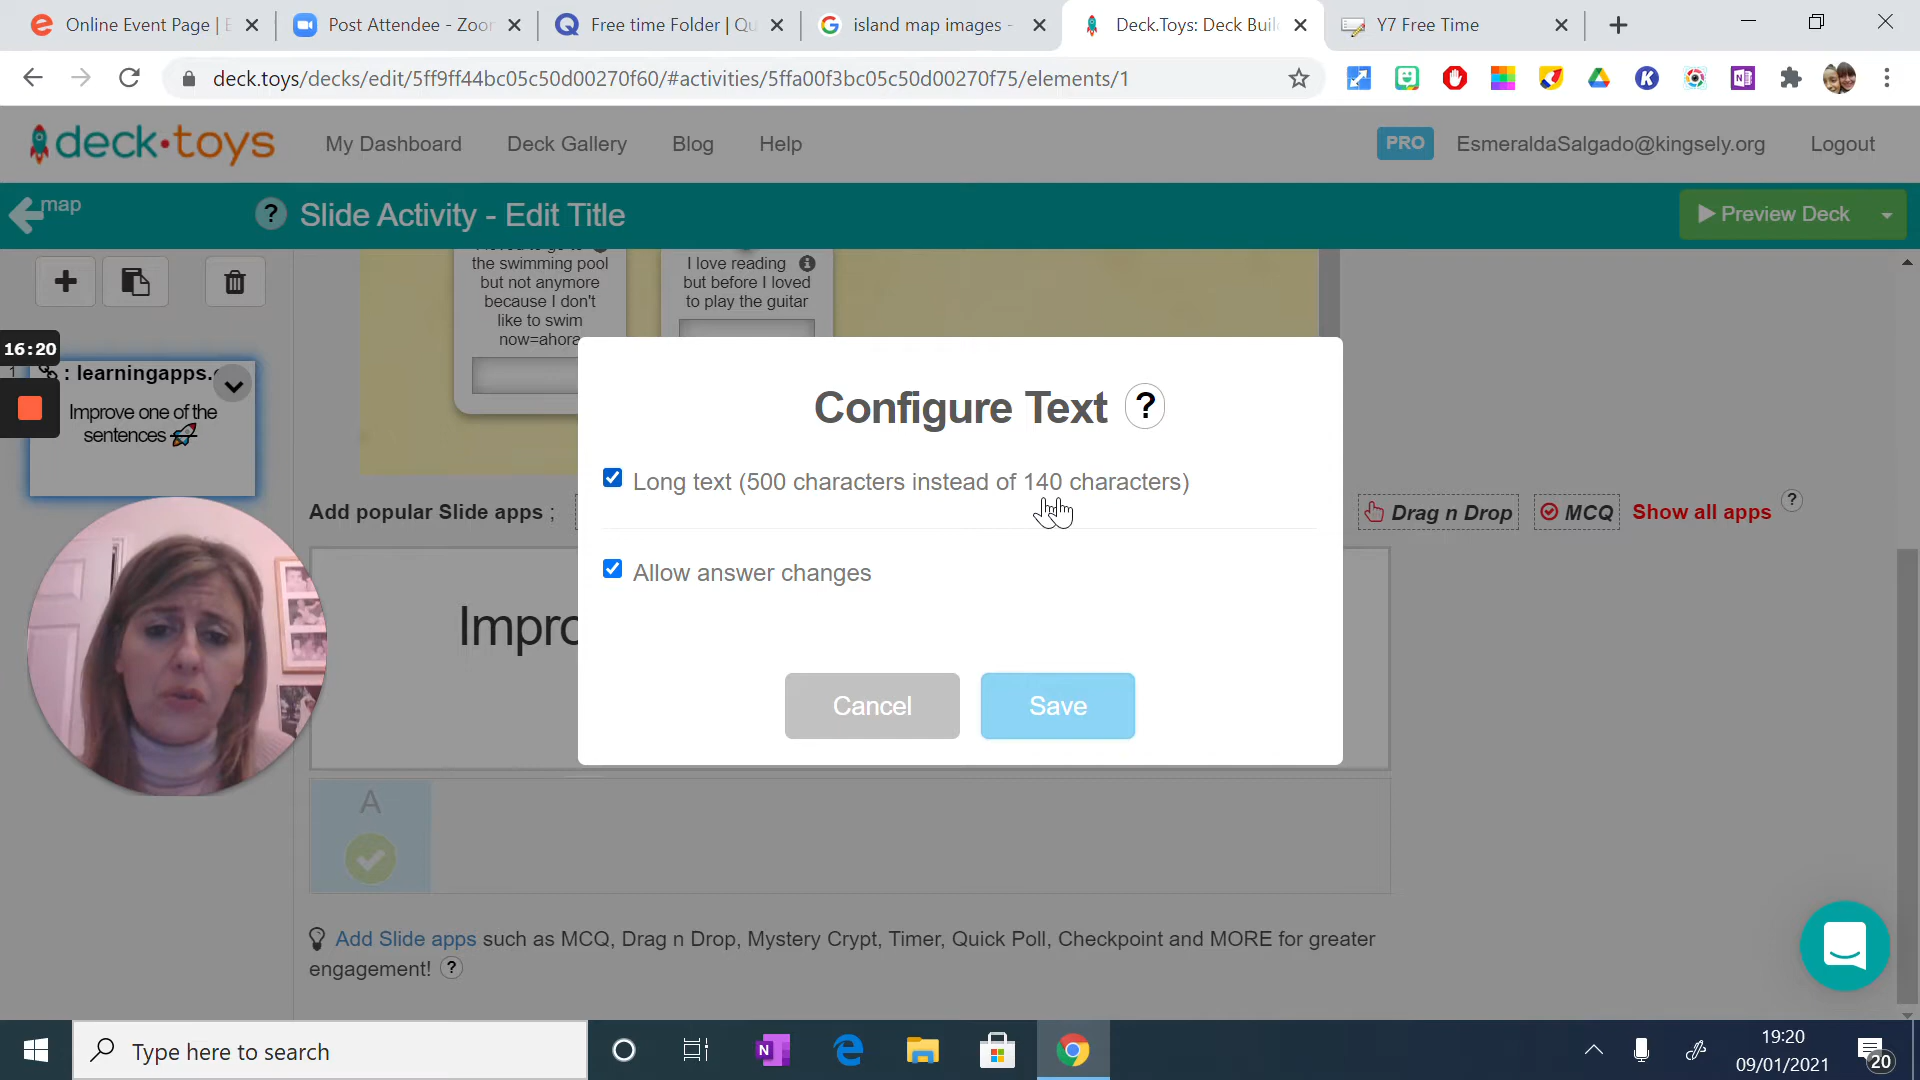 Online Event Page | E
Post Attendee - Zoor
Free time Folder | Qu
island map images -
Deck.Toys: Deck Buil
Y7 Free Time
deck.toys/decks/edit/5ff9ff44bc05c50d00270f60/#activities/5ffa00f3bc05c50d00270f75/elements/1
deck•toys
My Dashboard
Deck Gallery
Blog
Help
PRO
EsmeraldaSalgado@kingsely.org
Logout
map
? Slide Activity - Edit Title
Preview Deck
the swimming pool
but not anymore
because I don't
like to swim
now=ahora
I love reading
but before I loved
to play the guitar
16:20
1
: learningapps.
Improve one of the
sentences
Configure Text ?
Long text (500 characters instead of 140 characters)
Allow answer changes
Cancel
Save
Add popular Slide apps ;
Drag n Drop
MCQ
Show all apps ?
Impro
A
Add Slide apps such as MCQ, Drag n Drop, Mystery Crypt, Timer, Quick Poll, Checkpoint and MORE for greater
engagement! ?
Type here to search
19:20
09/01/2021
20